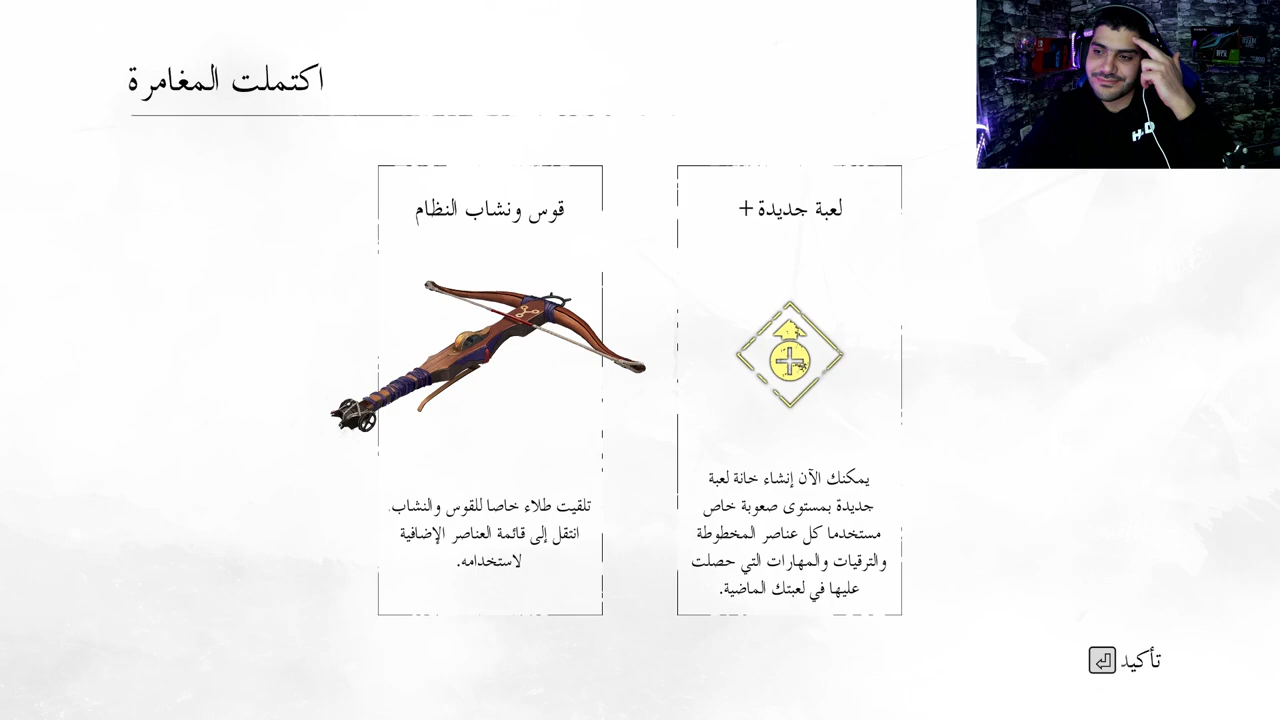 اكتملت المغامرة
لعبة جديدة+
يمكنك الآن إنشاء خانة لعبة
جديدة بمستوى صعوبة خاص
مستخدما كل عناصر المخطوطة
والترقيات والمهارات التي حصلت
عليها في لعبتك الماضية.
قوس ونشاب النظام
تلقيت طلاء خاصا للقوس والنشاب.
انتقل إلى قائمة العناصر الإضافية
لاستخدامه.
تأكيد